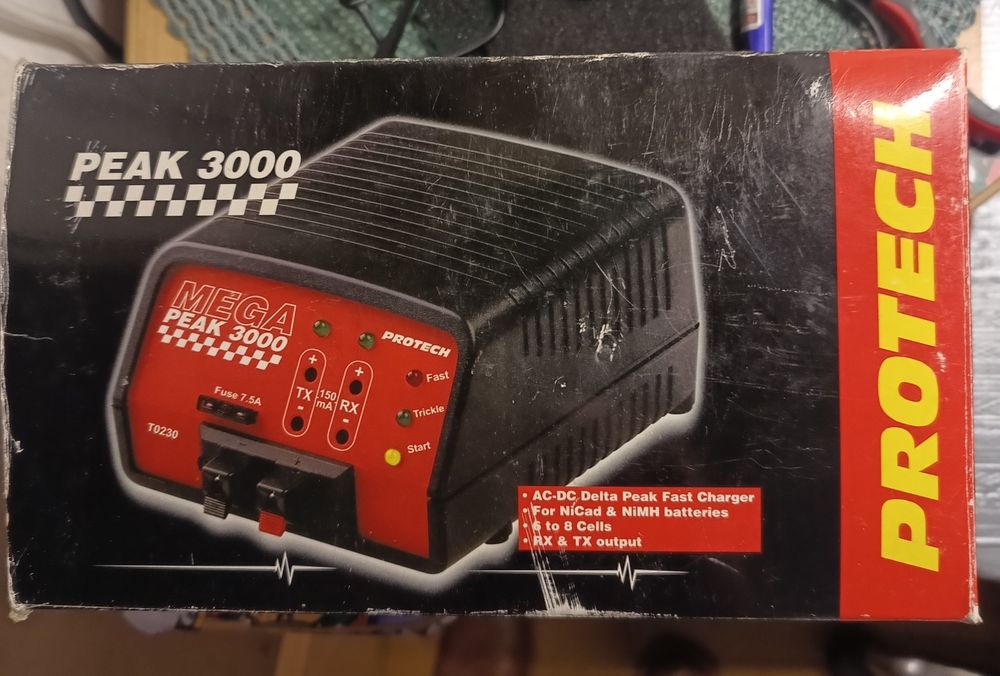 PEAK 3000
MEGA
PEAK 3000
PROTECH
Fast
Trickle
Start
+
+
TX
150
mA
RX
-
-
Fuse 7.5A
T0230
• AC-DC Delta Peak Fast Charger
• For NiCad & NiMH batteries
• 6 to 8 Cells
• RX & TX output
PROTECH